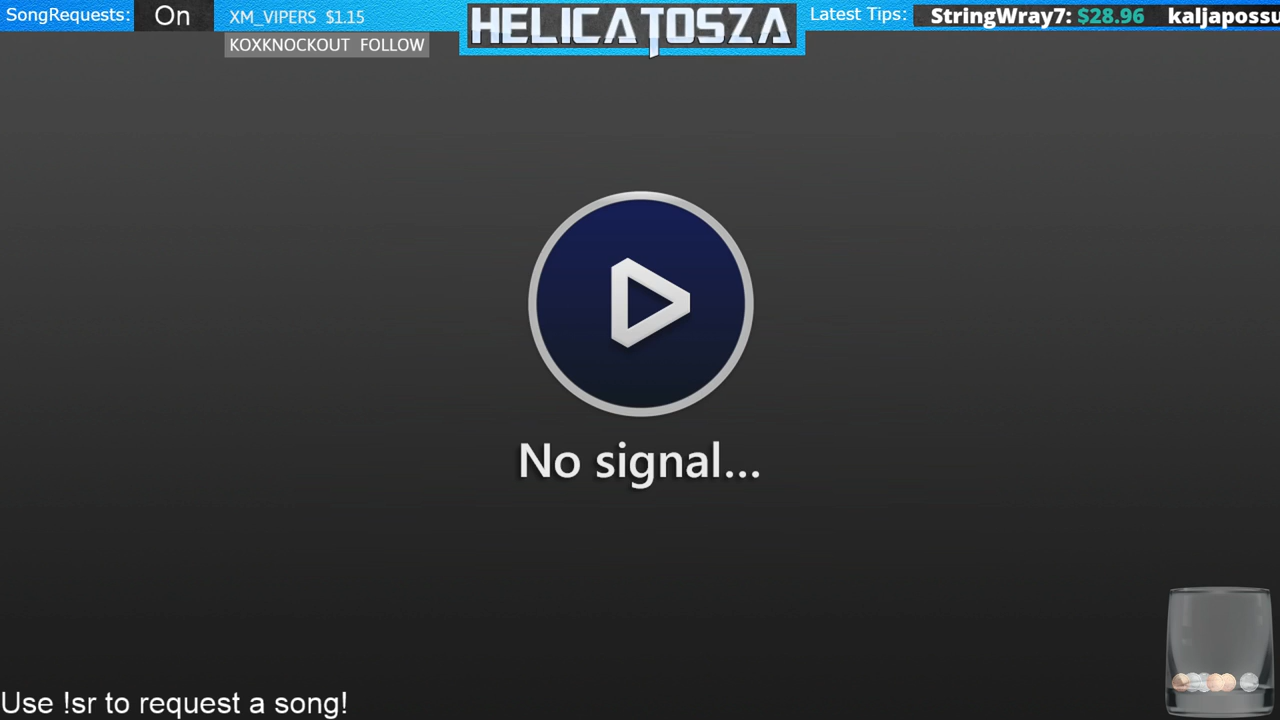 SongRequests: On
XM_VIPERS $1.15
KOXKNOCKOUT FOLLOW
HELICATOSZA
Latest Tips: StringWray7: $28.96 kaljapossu
No signal...
Use !sr to request a song!